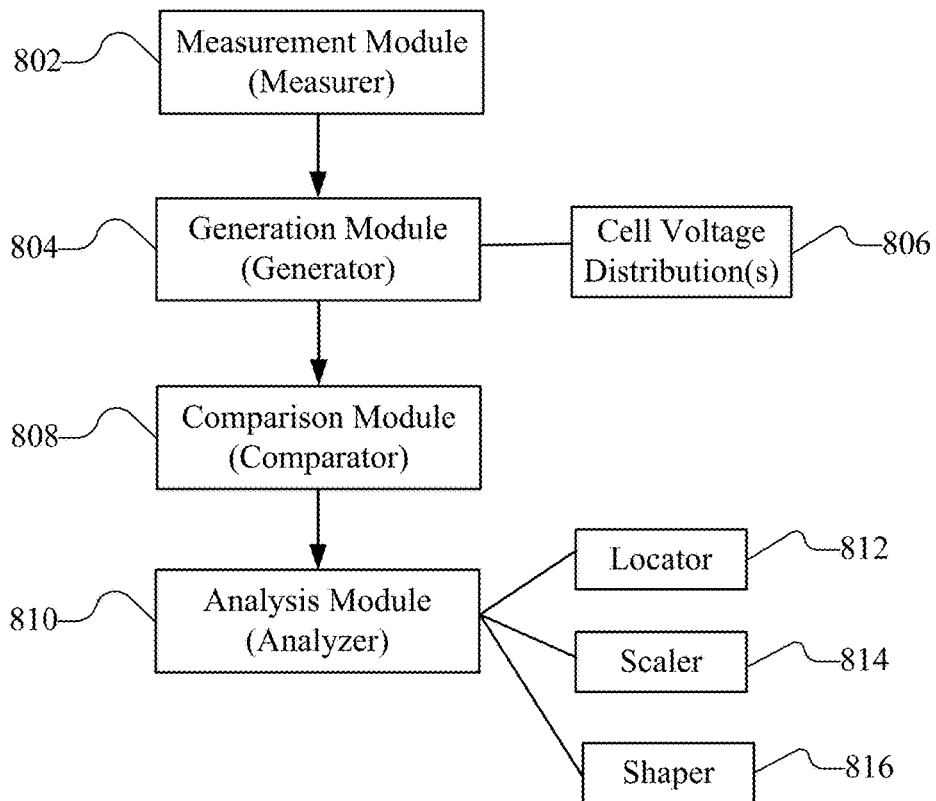 802
Measurement Module
(Measurer)
804
Generation Module
(Generator)
Cell Voltage
Distribution(s)
806
808
Comparison Module
(Comparator)
810
Analysis Module
(Analyzer)
Locator
812
Scaler
814
Shaper
816